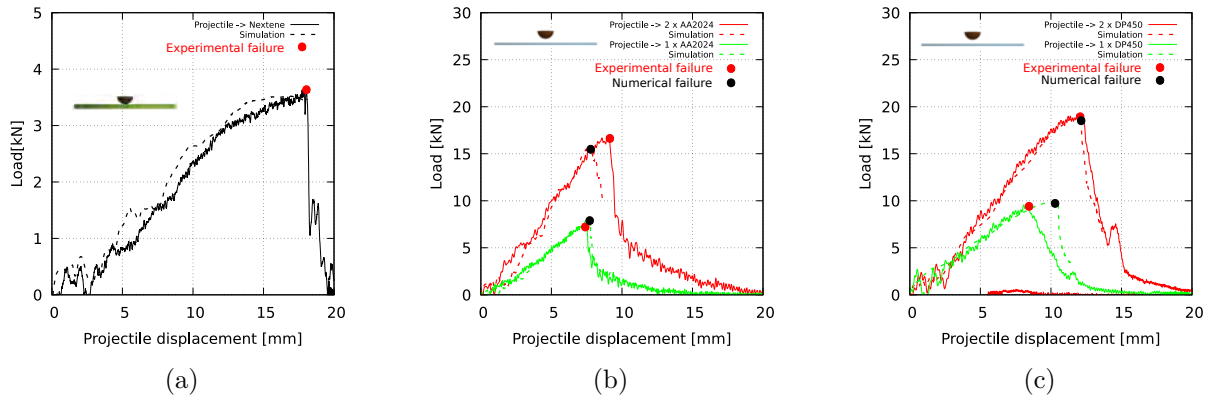 5
4
3
2
1
0
0 5 10 15 20
Load[kN]
Projectile displacement [mm]
Projectile -> Nextene
Simulation
Experimental failure
(a)
30
25
20
15
10
5
0
0 5 10 15 20
Load [kN]
Projectile displacement [mm]
Projectile -> 2 x AA2024
Simulation
Projectile -> 1 x AA2024
Simulation
Experimental failure
Numerical failure
(b)
30
25
20
15
10
5
0
0 5 10 15 20
Load [kN]
Projectile displacement [mm]
Projectile -> 2 x DP450
Simulation
Projectile -> 1 x DP450
Simulation
Experimental failure
Numerical failure
(c)